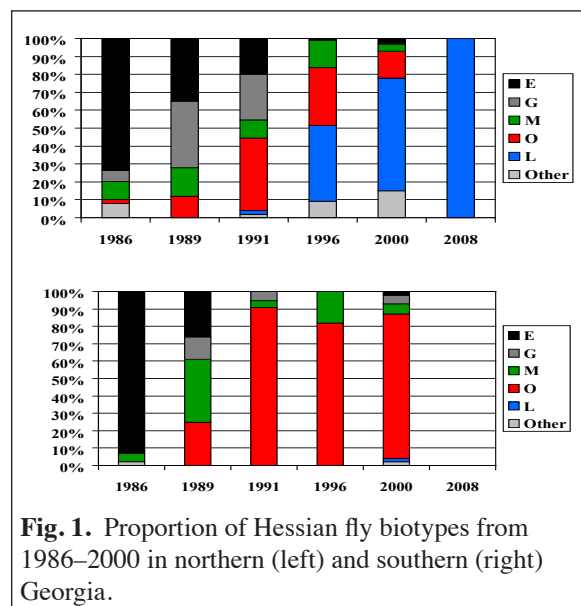 100%
90%
80%
70%
60%
50%
40%
30%
20%
10%
0%
1986 1989 1991 1996 2000 2008
E
G
M
O
L
Other
100%
90%
80%
70%
60%
50%
40%
30%
20%
10%
0%
1986 1989 1991 1996 2000 2008
E
G
M
O
L
Other
Fig. 1. Proportion of Hessian fly biotypes from
1986–2000 in northern (left) and southern (right)
Georgia.